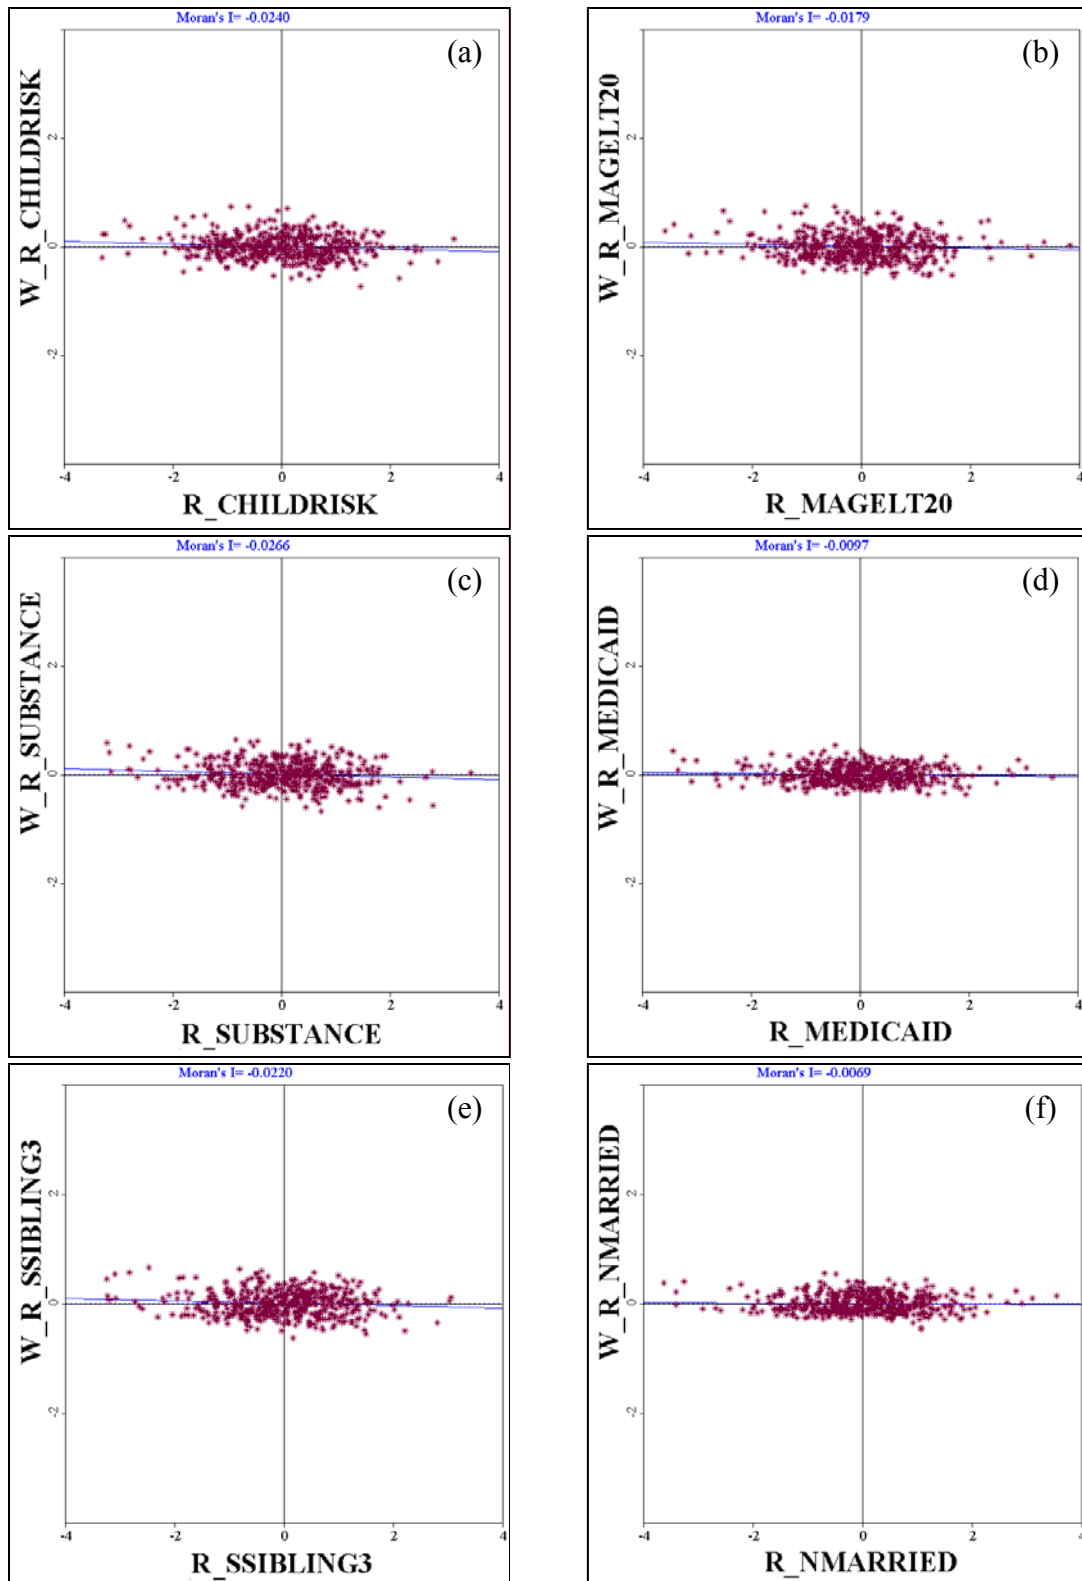 Moran's I= -0.0240
(a)
W_R_CHILDRISK
2
0
-2
-4 -2 0 2 4
R_CHILDRISK
Moran's I= -0.0179
(b)
W_R_MAGELT20
2
0
-2
-4 -2 0 2 4
R_MAGELT20
Moran's I= -0.0266
(c)
W_R_SUBSTANCE
2
0
-2
-4 -2 0 2 4
R_SUBSTANCE
Moran's I= -0.0097
(d)
W_R_MEDICAID
2
0
-2
-4 -2 0 2 4
R_MEDICAID
Moran's I= -0.0220
(e)
W_R_SSIBLING3
2
0
-2
-4 -2 0 2 4
R_SSIBLING3
Moran's I= -0.0069
(f)
W_R_NMARRIED
2
0
-2
-4 -2 0 2 4
R_NMARRIED